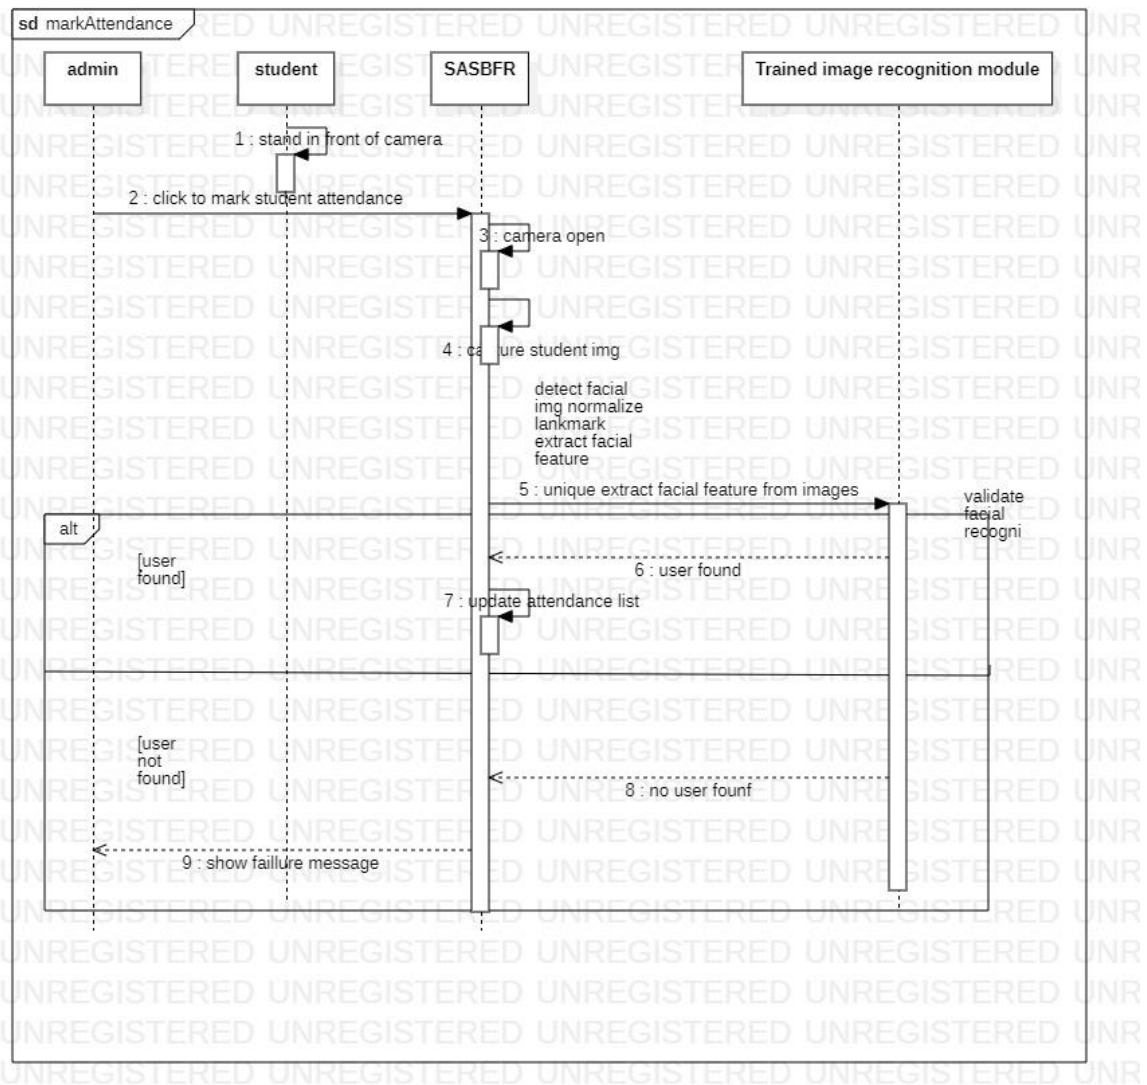 sd markAttendance
admin
student
SASBFR
Trained image recognition module
1 : stand in front of camera
2 : click to mark student attendance
3 : camera open
4 : ca ure student img
detect facial
img normalize
lankmark
extract facial
feature
5 : unique extract facial feature from images
validate
facial
recogni
alt
[user
found]
6 : user found
7 : update attendance list
[user
not
found]
8 : no user founf
9 : show faillure message
UNREGISTERED